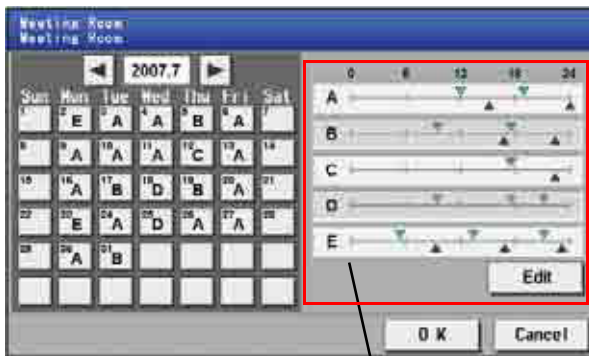 Meeting Room
Meeting Room
2007.7
Sun Mon Tue Wed Thu Fri Sat
1 2 E 3 A 4 A 5 B 6 A 7
8 9 A 10 A 11 A 12 C 13 A 14
15 16 A 17 B 18 D 19 B 20 A 21
22 23 E 24 A 25 D 26 A 27 A 28
29 30 A 31 B
0 6 12 18 24
A
B
C
D
E
Edit
OK Cancel